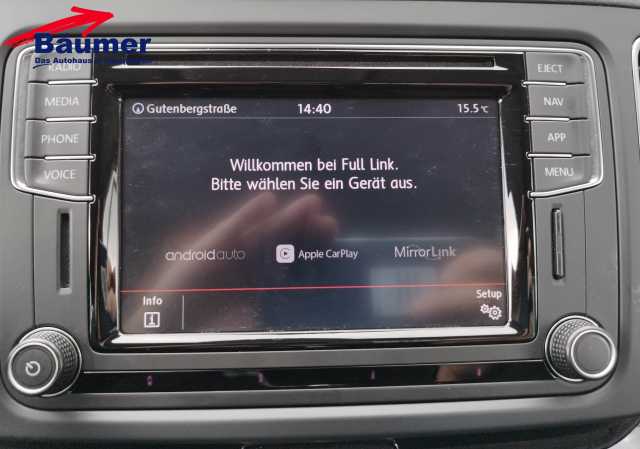 Baumer
Das Autohaus
RADIO
MEDIA
PHONE
VOICE
EJECT
NAV
APP
MENU
Gutenbergstraße 14:40 15.5°C
Willkommen bei Full Link.
Bitte wählen Sie ein Gerät aus.
androidauto Apple CarPlay MirrorLink
Info Setup